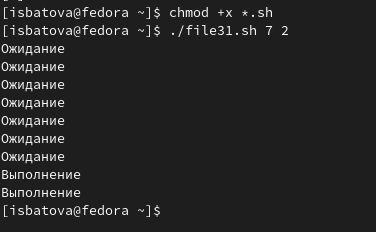 [isbatova@fedora ~]$ chmod +x *.sh
[isbatova@fedora ~]$ ./file31.sh 7 2
Ожидание
Ожидание
Ожидание
Ожидание
Ожидание
Ожидание
Ожидание
Выполнение
Выполнение
[isbatova@fedora ~]$